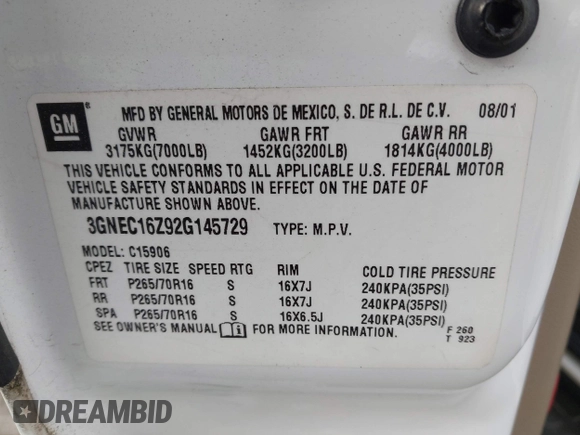 GM
®
MFD BY GENERAL MOTORS DE MEXICO, S. DE R.L. DE C.V. 08/01
GVWR GAWR FRT GAWR RR
3175KG(7000LB) 1452KG(3200LB) 1814KG(4000LB)
THIS VEHICLE CONFORMS TO ALL APPLICABLE U.S. FEDERAL MOTOR
VEHICLE SAFETY STANDARDS IN EFFECT ON THE DATE OF
MANUFACTURE SHOWN ABOVE.
3GNEC16Z92G145729 TYPE: M.P.V.
MODEL: C15906
CPEZ TIRE SIZE SPEED RTG RIM COLD TIRE PRESSURE
FRT P265/70R16 S 16X7J 240KPA(35PSI)
RR P265/70R16 S 16X7J 240KPA(35PSI)
SPA P265/70R16 S 16X6.5J 240KPA(35PSI)
SEE OWNER'S MANUAL FOR MORE INFORMATION. F 260
T 923
DREAMBID